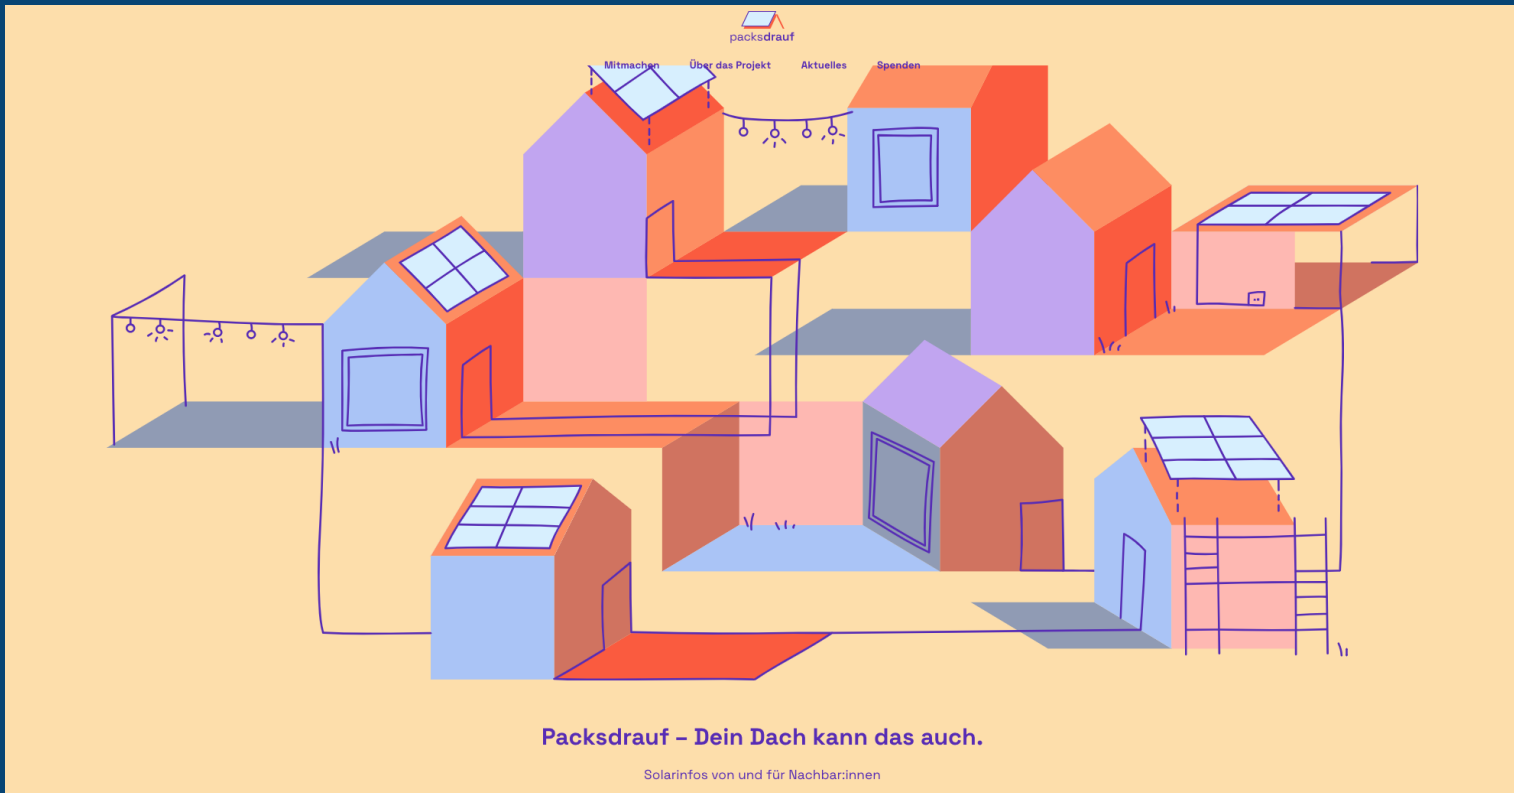 packsdrauf
Mitmachen Über das Projekt Aktuelles Spenden
Packsdrauf – Dein Dach kann das auch.
Solarinfos von und für Nachbar:innen